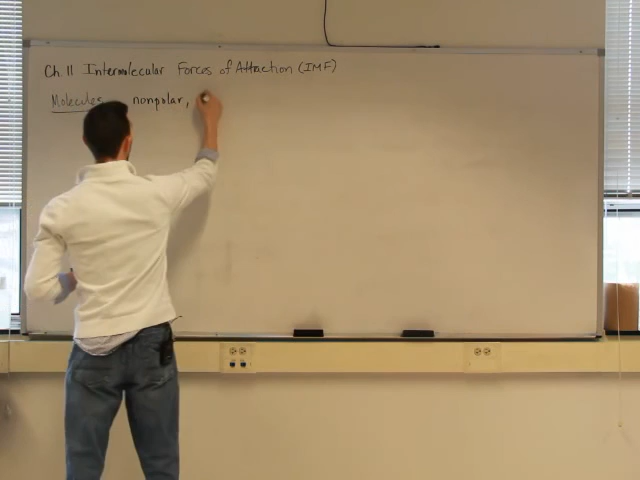 Ch. 11 Intermolecular Forces of Attraction (IMF)
Molecules nonpolar,